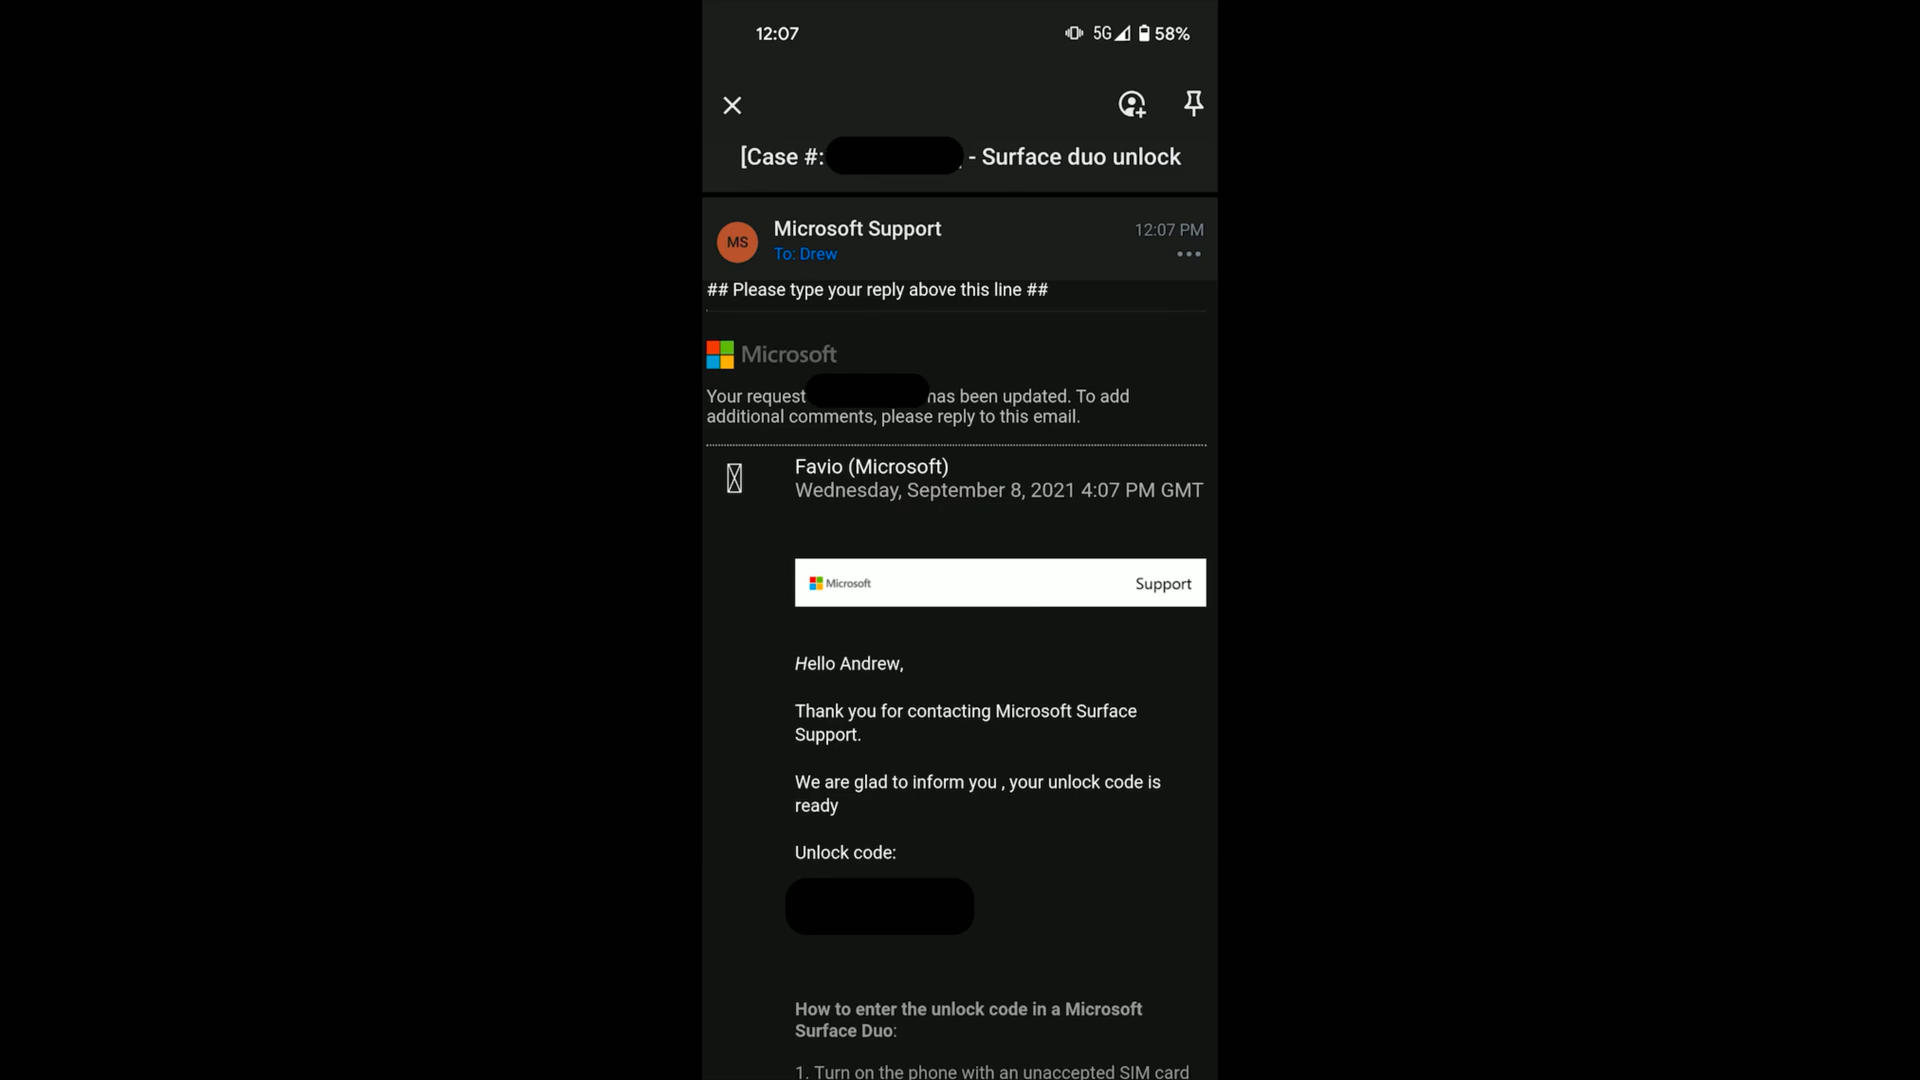 12:07
5G 58%
[Case #: - Surface duo unlock
MS
Microsoft Support
12:07 PM
To: Drew
## Please type your reply above this line ##
Microsoft
Your request has been updated. To add
additional comments, please reply to this email.
Favio (Microsoft)
Wednesday, September 8, 2021 4:07 PM GMT
Microsoft Support
Hello Andrew,
Thank you for contacting Microsoft Surface
Support.
We are glad to inform you , your unlock code is
ready
Unlock code:
How to enter the unlock code in a Microsoft
Surface Duo:
1. Turn on the phone with an unaccepted SIM card